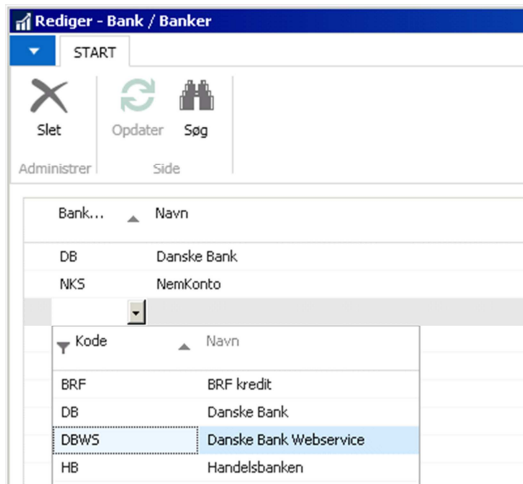 Rediger - Bank / Banker
START
Slet
Opdater
Søg
Administrer
Side
Bank... Navn
DB Danske Bank
NKS NemKonto
Kode Navn
BRF BRF kredit
DB Danske Bank
DBWS Danske Bank Webservice
HB Handelsbanken